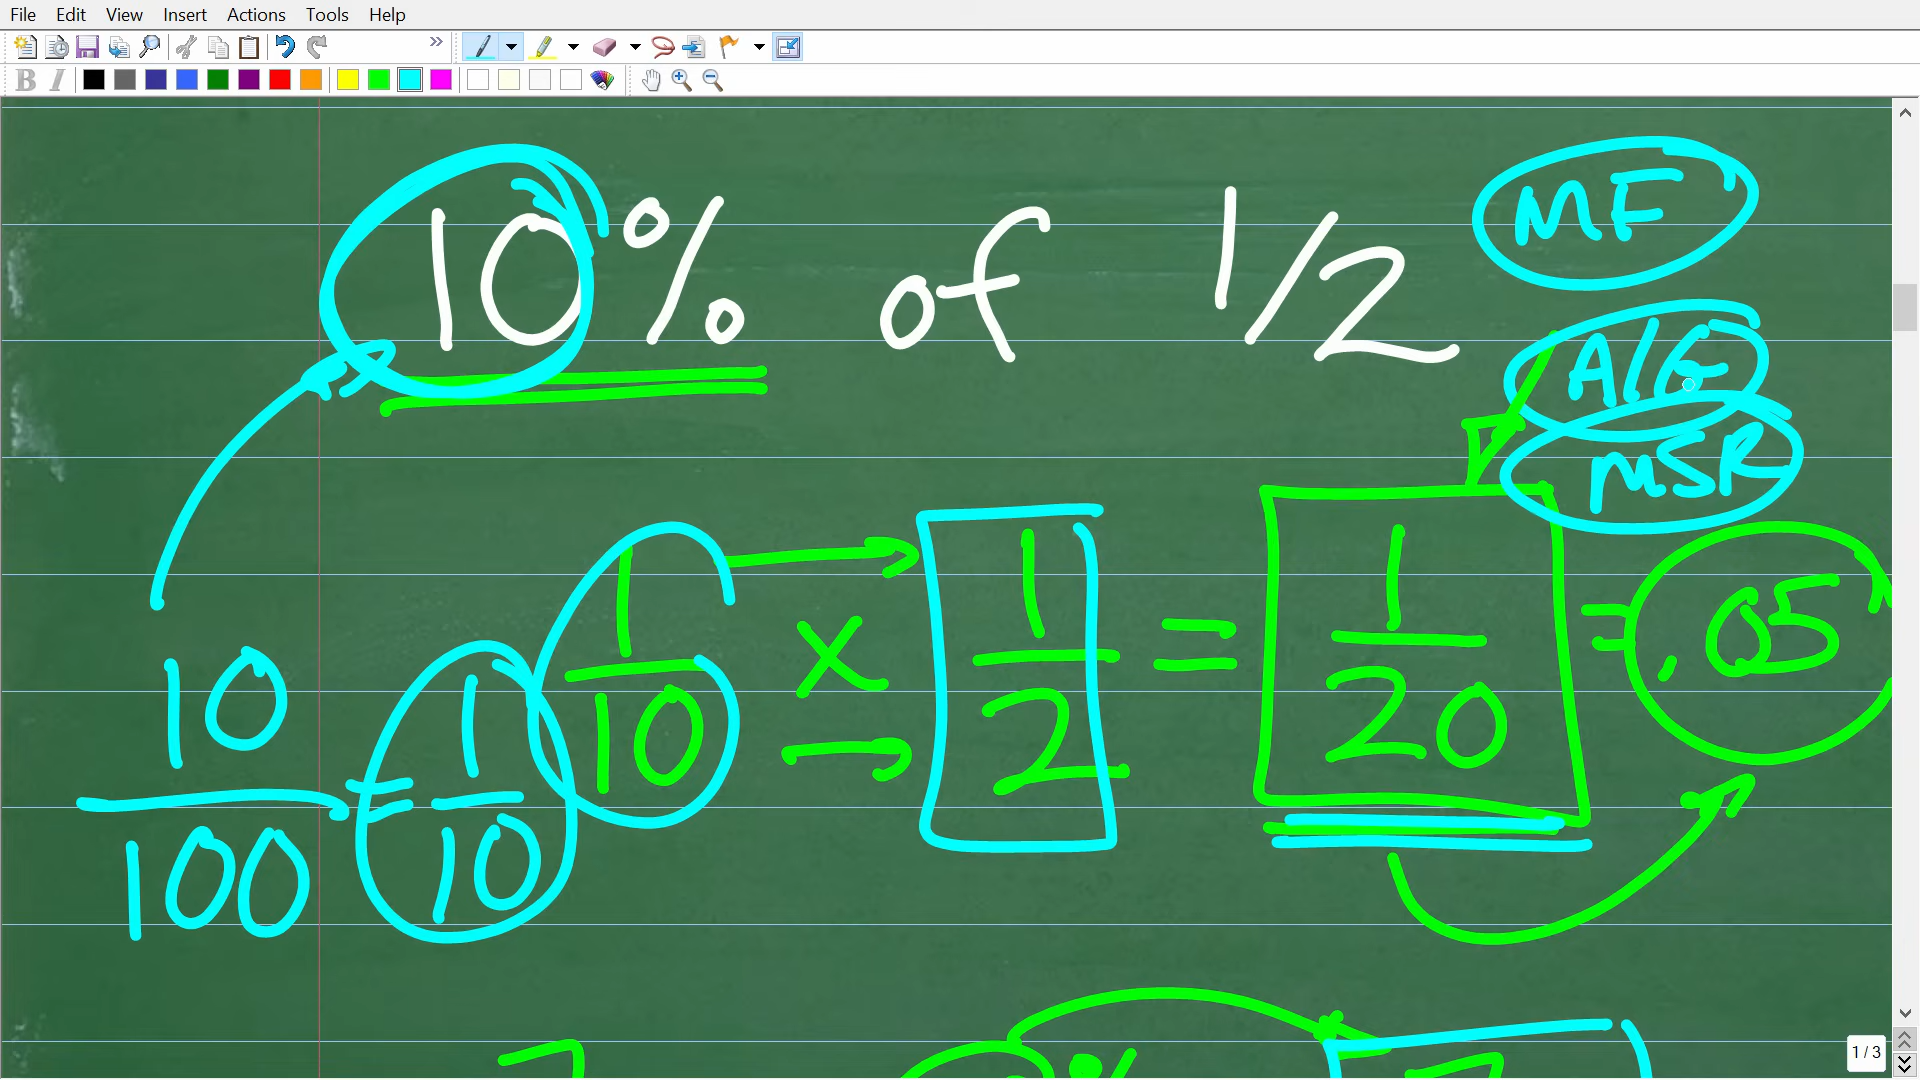 File Edit View Insert Actions Tools Help
B I
10% of 1/2
MF
A/G
MSR
10/100 = 1/10
1/10 × 1/2 = 1/20 = .05
1 / 3